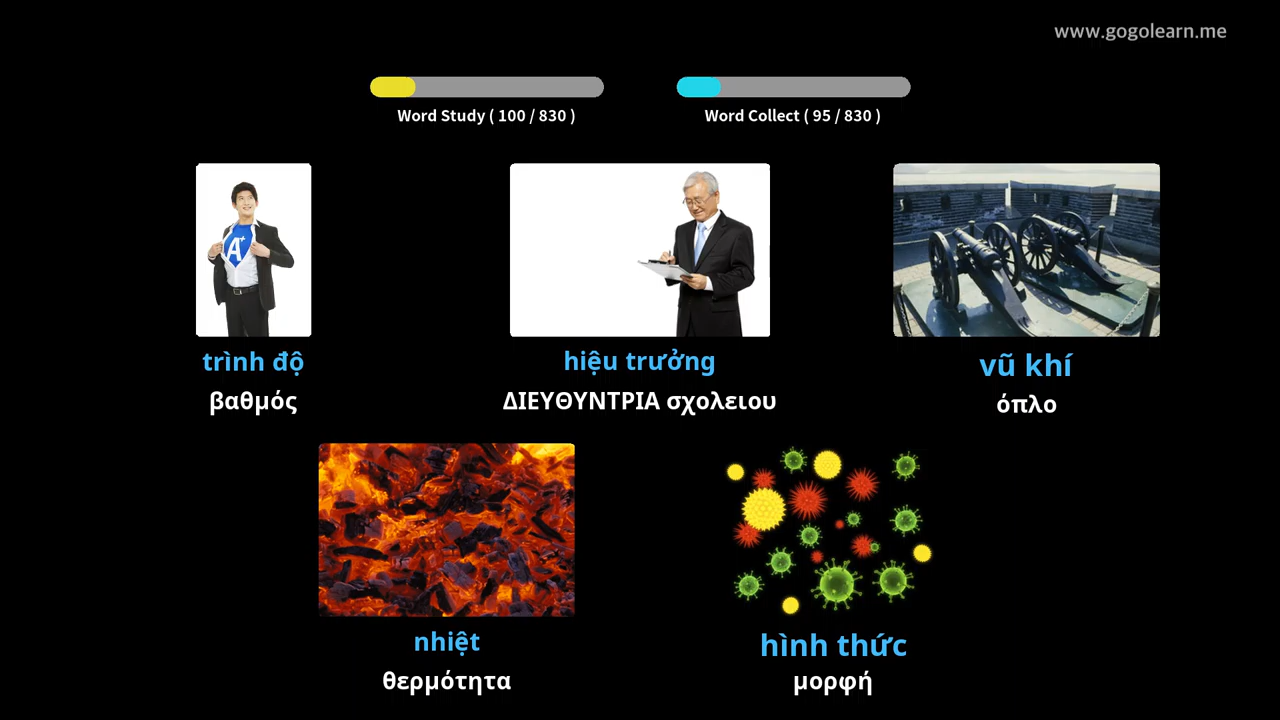 www.gogolearn.me
Word Study ( 100 / 830 )
Word Collect ( 95 / 830 )
A+
trình độ
βαθμός
hiệu trưởng
ΔΙΕΥΘΥΝΤΡΙΑ σχολειου
vũ khí
όπλο
nhiệt
θερμότητα
hình thức
μορφή